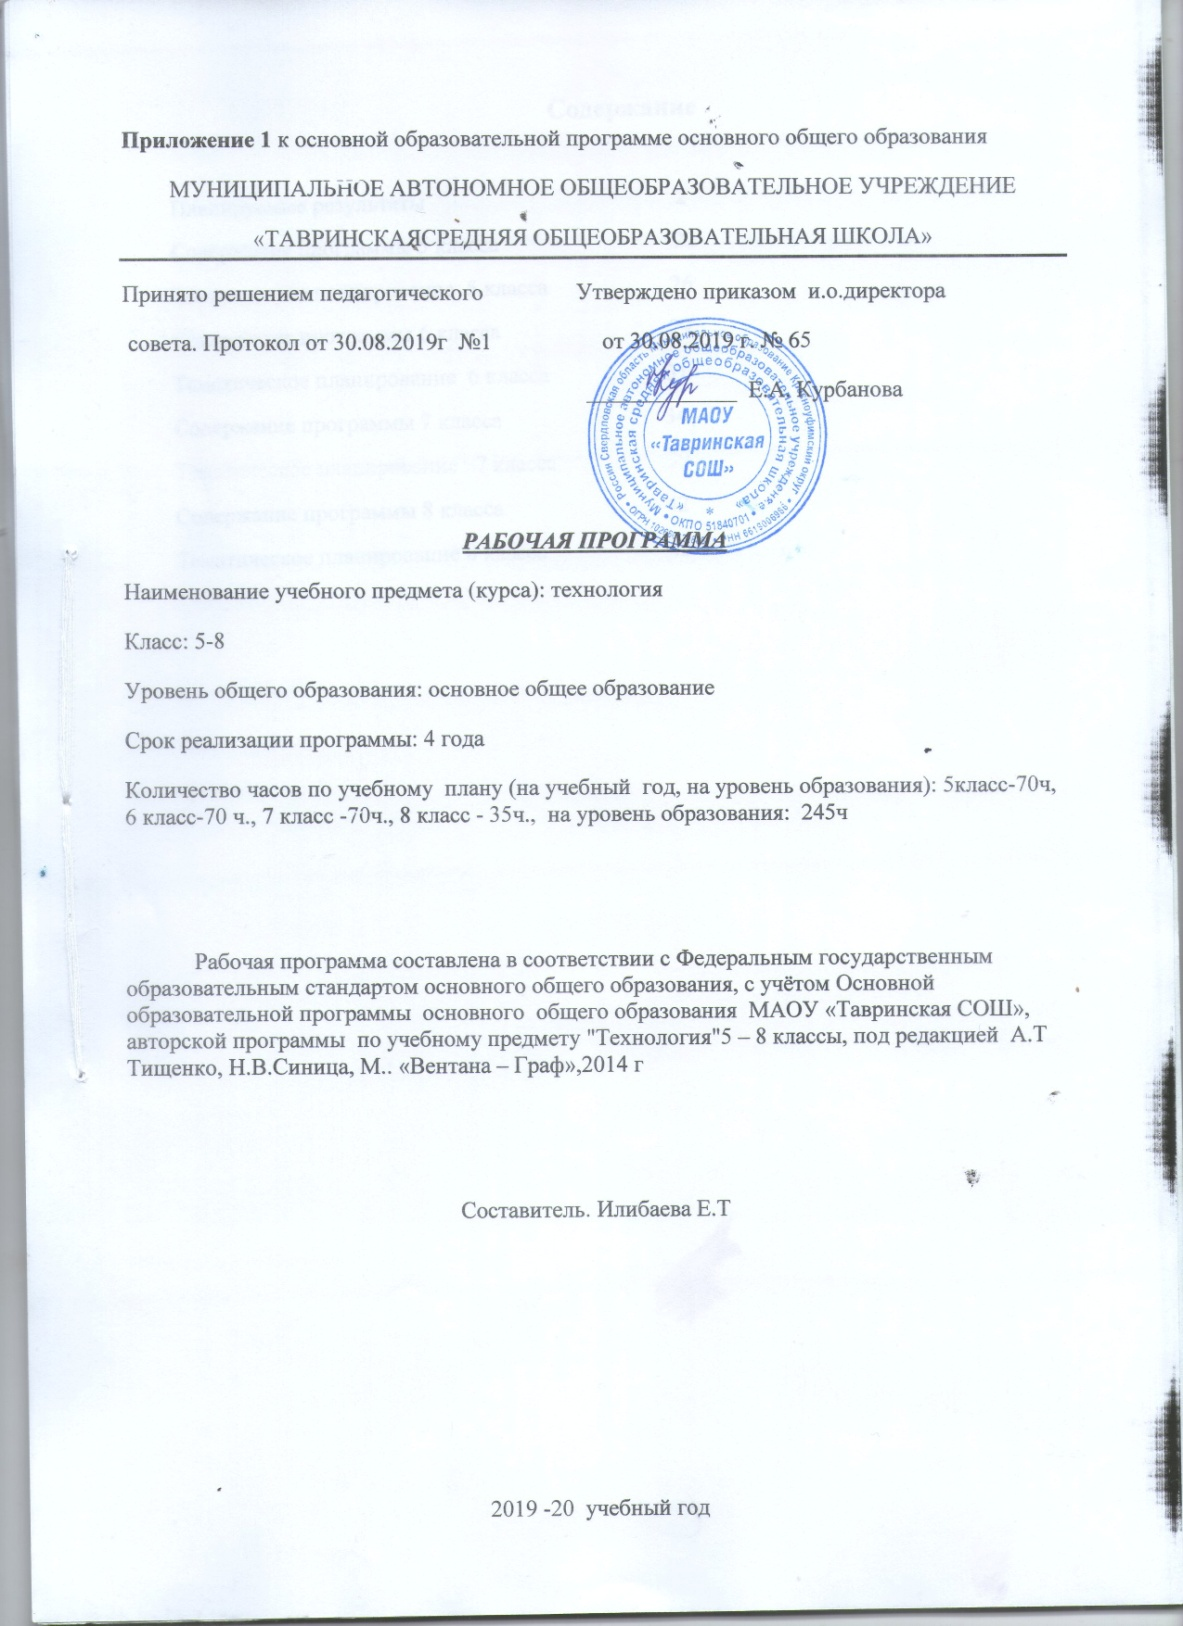 Приложение 1 к основной образовательной программе основного общего образования
МУНИЦИПАЛЬНОЕ АВТОНОМНОЕ ОБЩЕОБРАЗОВАТЕЛЬНОЕ УЧРЕЖДЕНИЕ
«ТАВРИНСКАЯСРЕДНЯЯ ОБЩЕОБРАЗОВАТЕЛЬНАЯ ШКОЛА»
Принято решением педагогического Утверждено приказом и.о.директора
совета. Протокол от 30.08.2019г №1 от 30.08.2019 г. № 65
Е.А. Курбанова
МАОУ
«Тавринская
СОШ»
РАБОЧАЯ ПРОГРАММА
Наименование учебного предмета (курса): технология
Класс: 5-8
Уровень общего образования: основное общее образование
Срок реализации программы: 4 года
Количество часов по учебному плану (на учебный год, на уровень образования): 5класс-70ч,
6 класс-70 ч., 7 класс -70ч., 8 класс - 35ч., на уровень образования: 245ч
Рабочая программа составлена в соответствии с Федеральным государственным
образовательным стандартом основного общего образования, с учётом Основной
образовательной программы основного общего образования МАОУ «Тавринская СОШ»,
авторской программы по учебному предмету "Технология"5 – 8 классы, под редакцией А.Т
Тищенко, Н.В.Синица, М.. «Вентана – Граф»,2014 г
Составитель. Илибаева Е.Т
2019 -20 учебный год